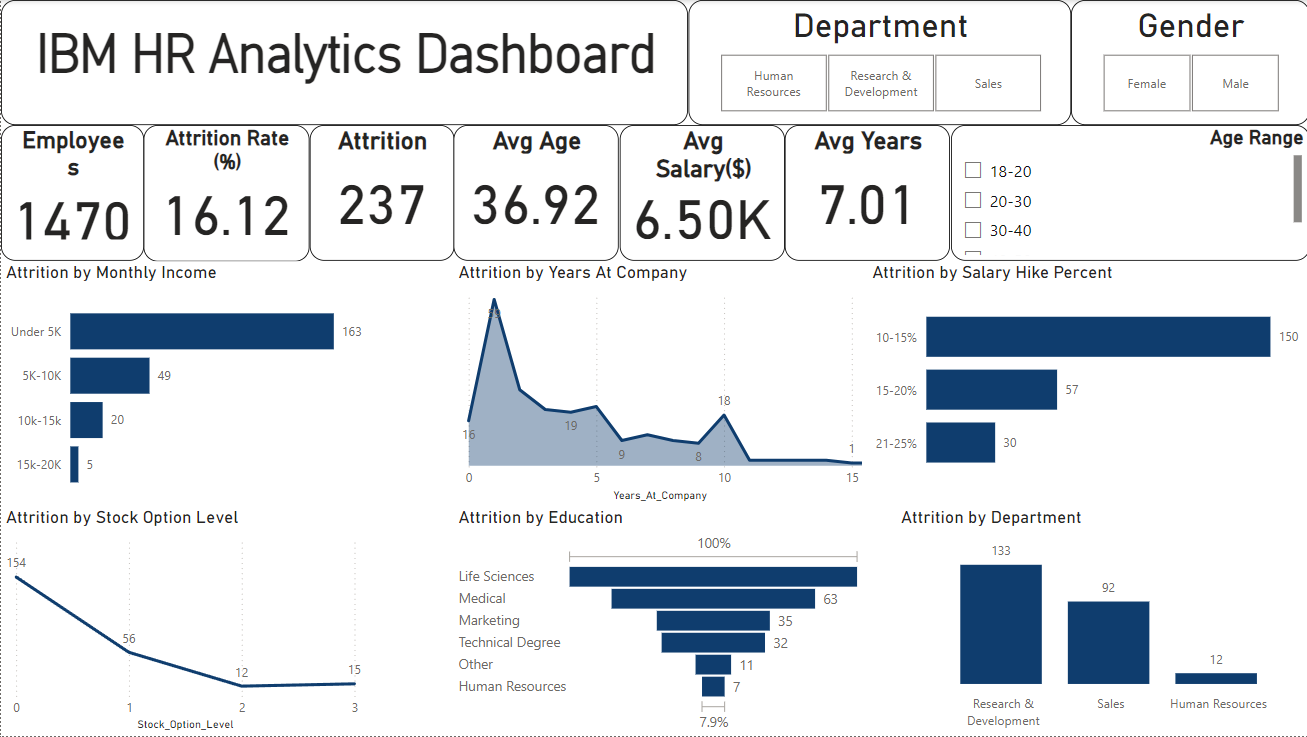 IBM HR Analytics Dashboard
Department
Human
Resources
Research &
Development
Sales
Gender
Female
Male
Employee
s
1470
Attrition Rate
(%)
16.12
Attrition
237
Avg Age
36.92
Avg
Salary($)
6.50K
Avg Years
7.01
Age Range
18-20
20-30
30-40
Attrition by Monthly Income
Under 5K
163
5K-10K
49
10k-15k
20
15k-20K
5
Attrition by Years At Company
16
59
19
9
8
18
1
0
5
10
15
Years_At_Company
Attrition by Salary Hike Percent
10-15%
150
15-20%
57
21-25%
30
Attrition by Stock Option Level
154
56
12
15
0
1
2
3
Stock_Option_Level
Attrition by Education
100%
Life Sciences
Medical
63
Marketing
35
Technical Degree
32
Other
11
Human Resources
7
7.9%
Attrition by Department
133
92
12
Research &
Development
Sales
Human Resources